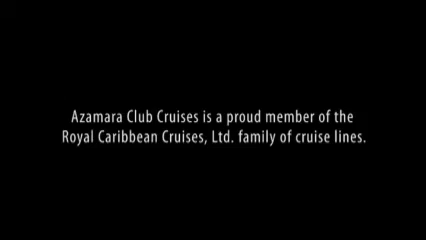 Azamara Club Cruises is a proud member of the
Royal Caribbean Cruises, Ltd. family of cruise lines.